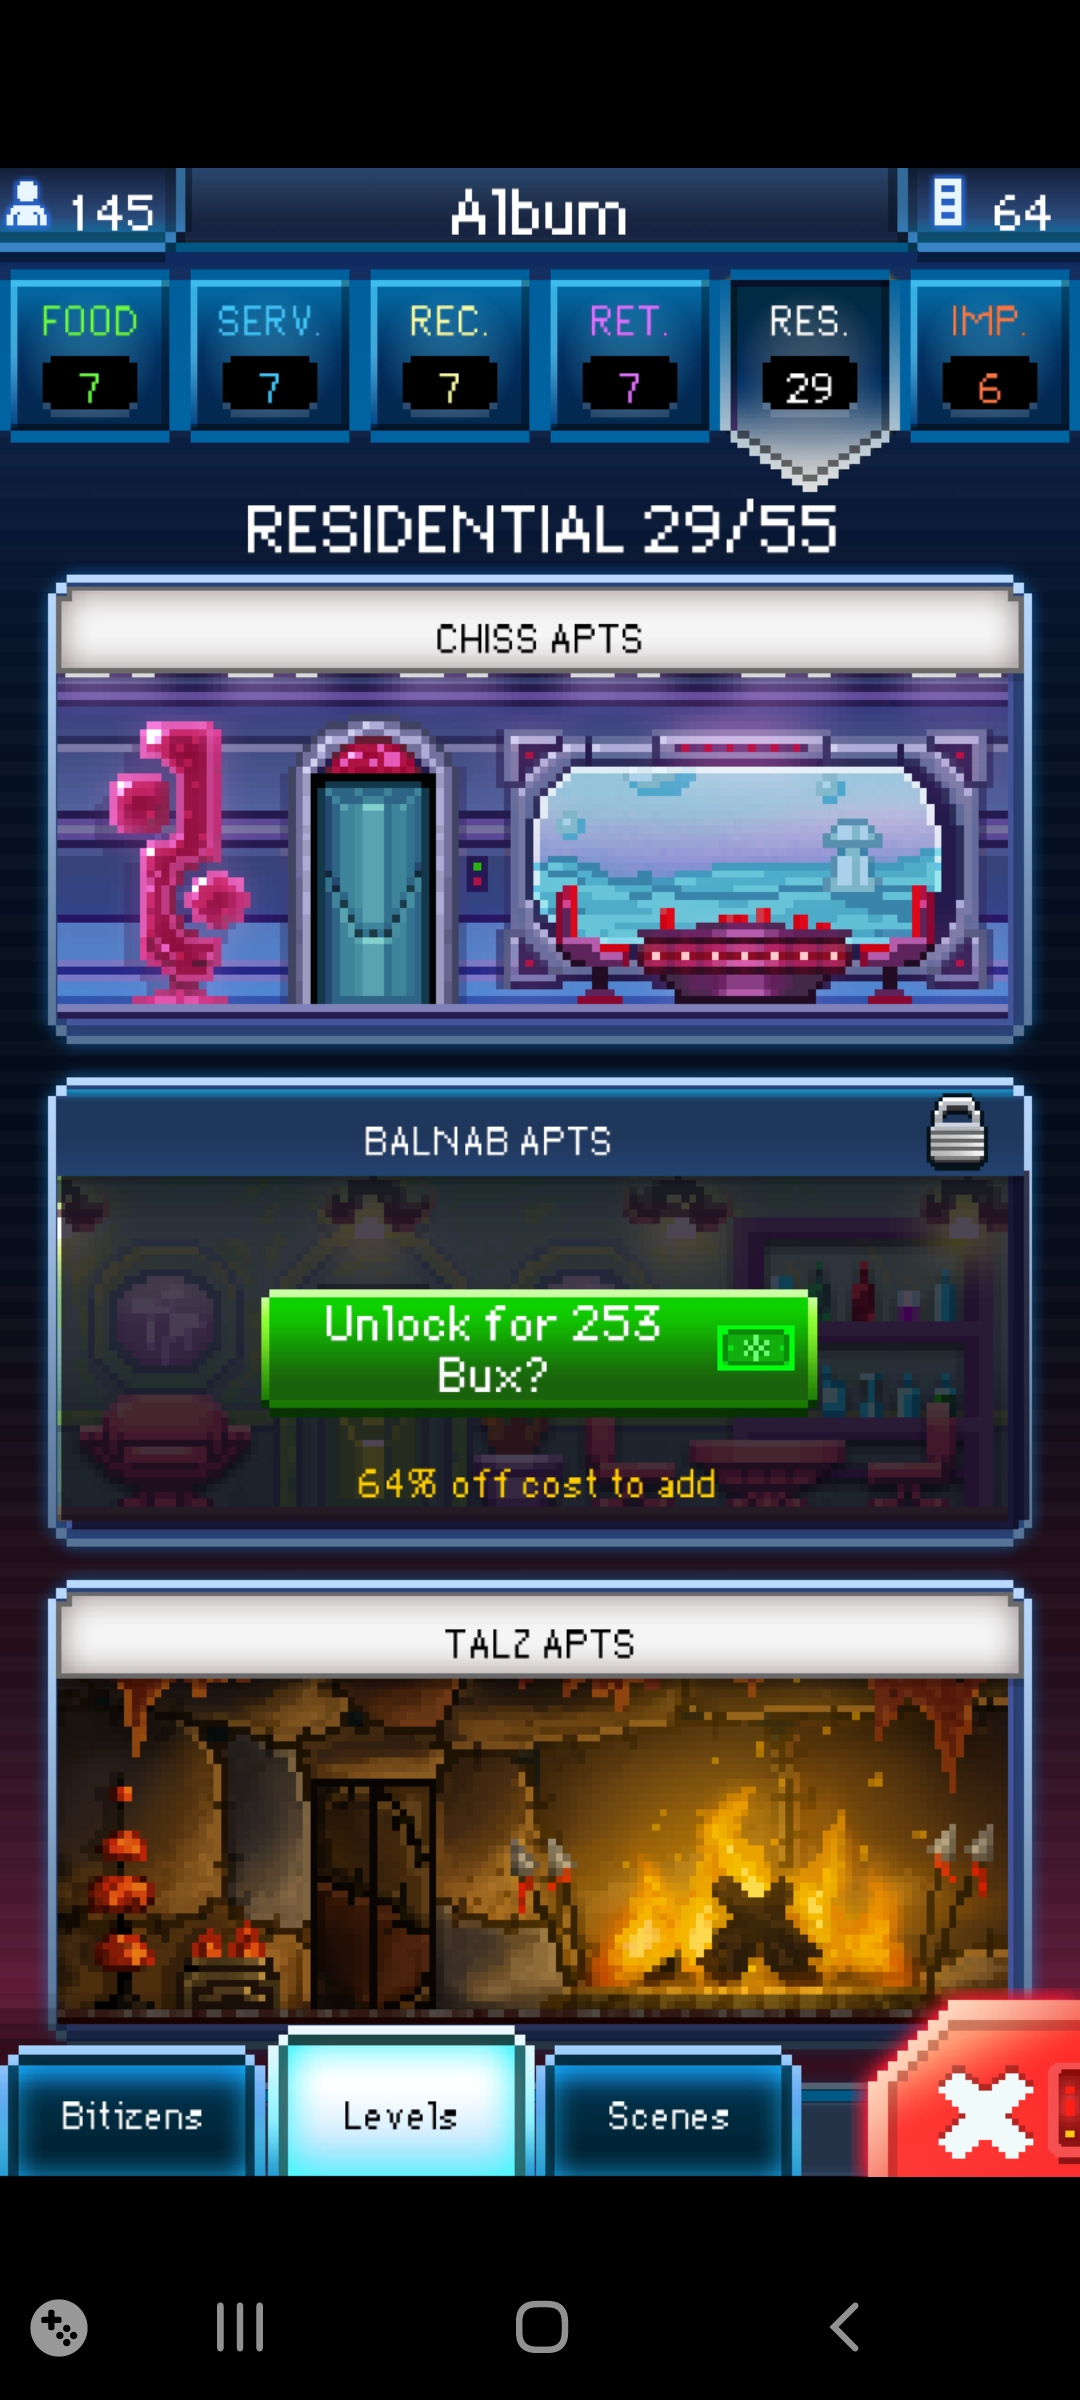 145
Album
64
FOOD
SERV.
REC.
RET.
RES.
IMP.
7
7
7
7
29
6
RESIDENTIAL 29/55
CHISS APTS
BALNAB APTS
Unlock for 253
Bux?
64% off cost to add
TALZ APTS
Bitizens
Levels
Scenes